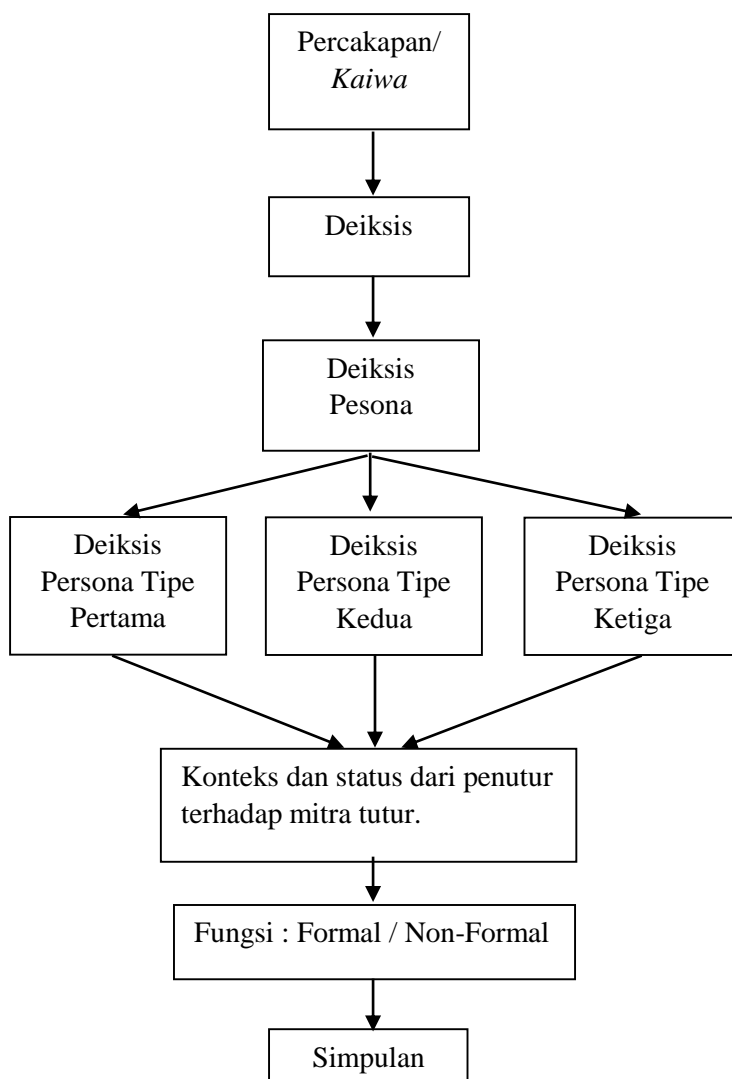 Percakapan/
Kaiwa
Deiksis
Deiksis
Pesona
Deiksis
Persona Tipe
Pertama
Deiksis
Persona Tipe
Kedua
Deiksis
Persona Tipe
Ketiga
Konteks dan status dari penutur
terhadap mitra tutur.
Fungsi : Formal / Non-Formal
Simpulan